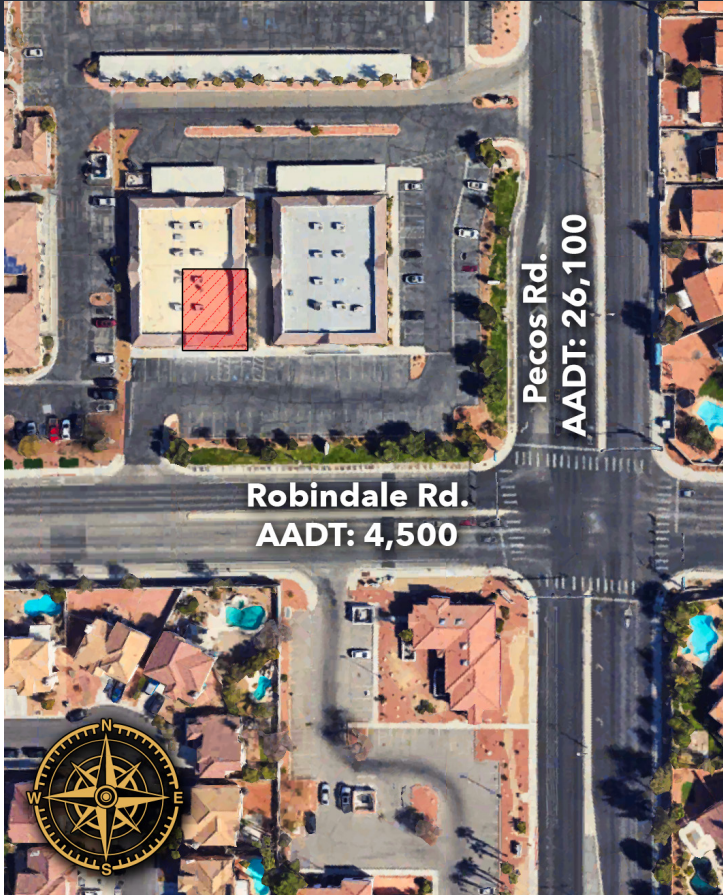 Pecos Rd.
AADT: 26,100
Robindale Rd.
AADT: 4,500
N
W
E
S